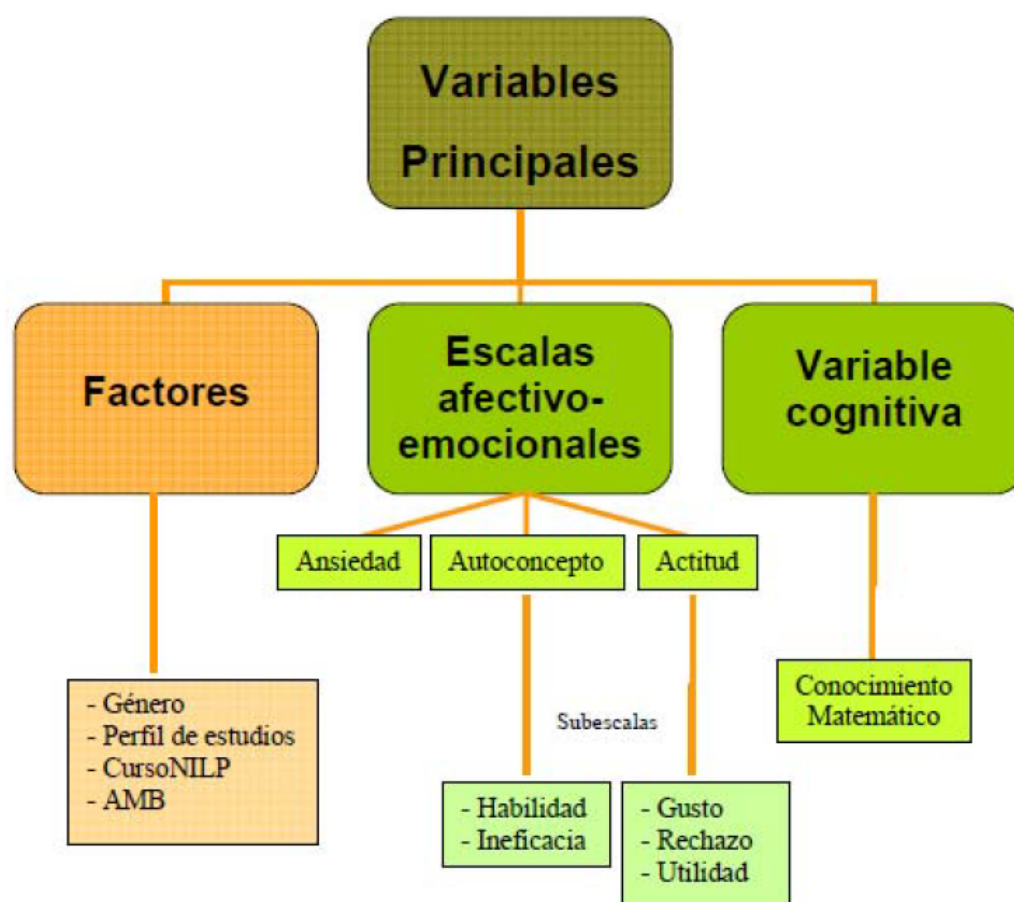 Variables
Principales
Factores
Escalas
afectivo-
emocionales
Variable
cognitiva
Ansiedad
Autoconcepto
Actitud
- Género
- Perfil de estudios
- CursoNILP
- AMB
Subescalas
Conocimiento
Matemático
- Habilidad
- Ineficacia
- Gusto
- Rechazo
- Utilidad